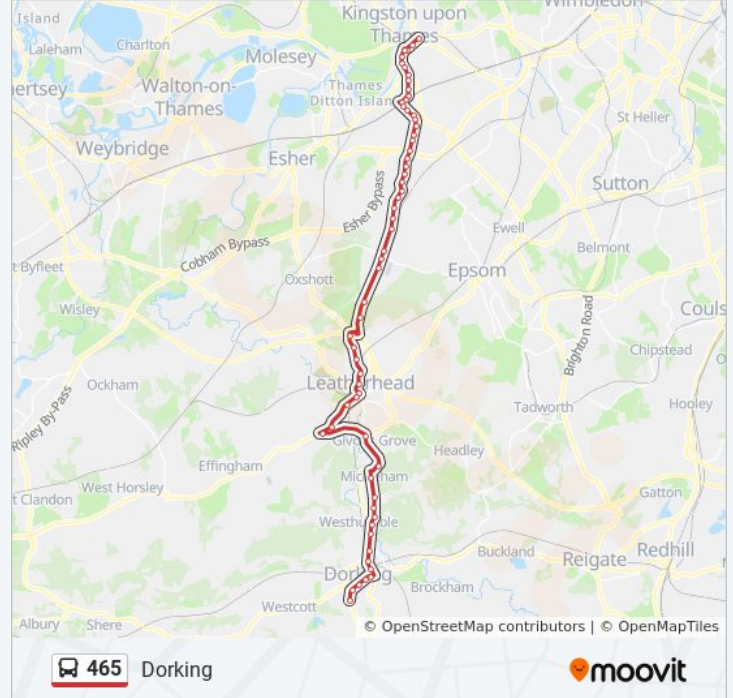 Island
Kingston upon
Thames
Wimbledon
Laleham
Charlton
Molesey
ertsey
Walton-on-
Thames
Thames
Ditton Island
St Helier
Weybridge
Esher
Sutton
Esher Bypass
Ewell
Cobham Bypass
Belmont
t Byfleet
Oxshott
Epsom
Wisley
Couls
Brighton Road
Chipstead
Ockham
Leatherhead
Tadworth
Hooley
Ripley By-Pass
Grove
Headley
Effingham
West Horsley
t Clandon
Gatton
Buckland
Reigate
Redhill
Dorking
Brockham
Westcott
Albury
Shere
© OpenStreetMap contributors | © OpenMapTiles
465 Dorking
moovit